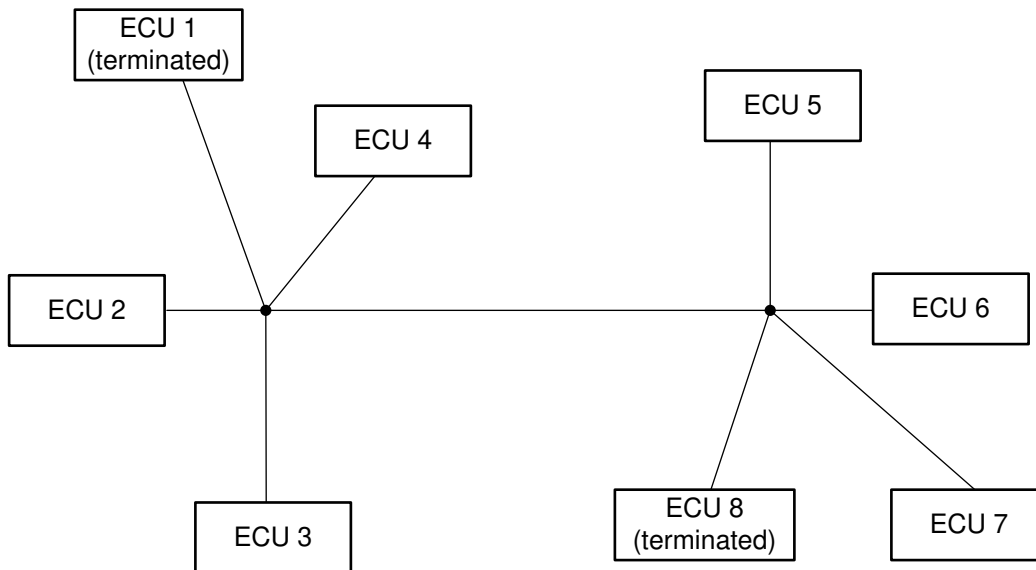 ECU 1
(terminated)
ECU 4
ECU 5
ECU 2
ECU 6
ECU 3
ECU 8
(terminated)
ECU 7